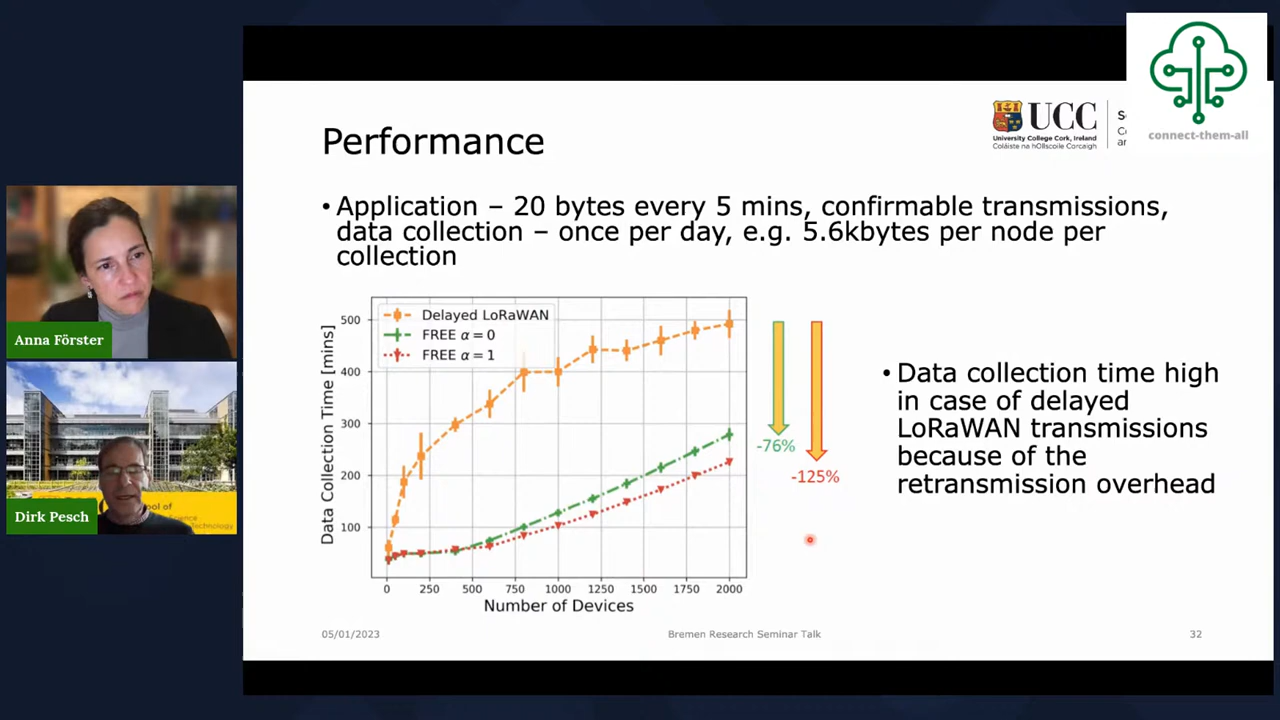 connect-them-all
UCC
University College Cork, Ireland
Coláiste na hOllscoile Corcaigh
Performance
• Application – 20 bytes every 5 mins, confirmable transmissions,
data collection – once per day, e.g. 5.6kbytes per node per
collection
Data Collection Time [mins]
500
400
300
200
100
Delayed LoRaWAN
FREE α = 0
FREE α = 1
0 250 500 750 1000 1250 1500 1750 2000
Number of Devices
-76%
-125%
• Data collection time high
in case of delayed
LoRaWAN transmissions
because of the
retransmission overhead
05/01/2023
Bremen Research Seminar Talk
32
Anna Förster
Dirk Pesch
ool of